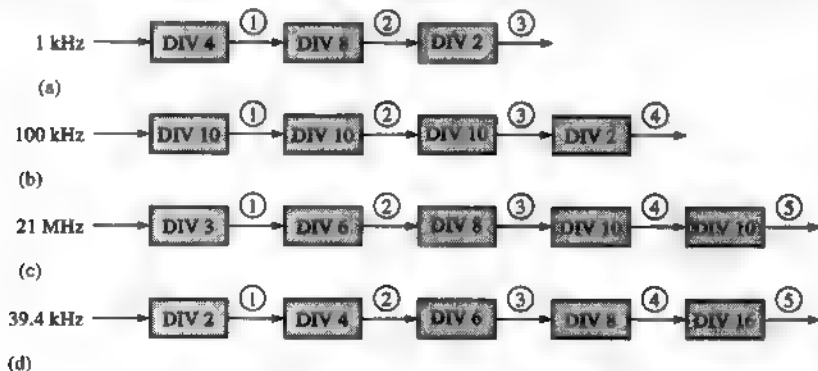 ① ② ③
1 kHz DIV 4 DIV 8 DIV 2
(a)
① ② ③ ④
100 kHz DIV 10 DIV 10 DIV 10 DIV 2
(b)
① ② ③ ④ ⑤
21 MHz DIV 3 DIV 6 DIV 8 DIV 10 DIV 10
(c)
① ② ③ ④ ⑤
39.4 kHz DIV 2 DIV 4 DIV 6 DIV 8 DIV
(d)